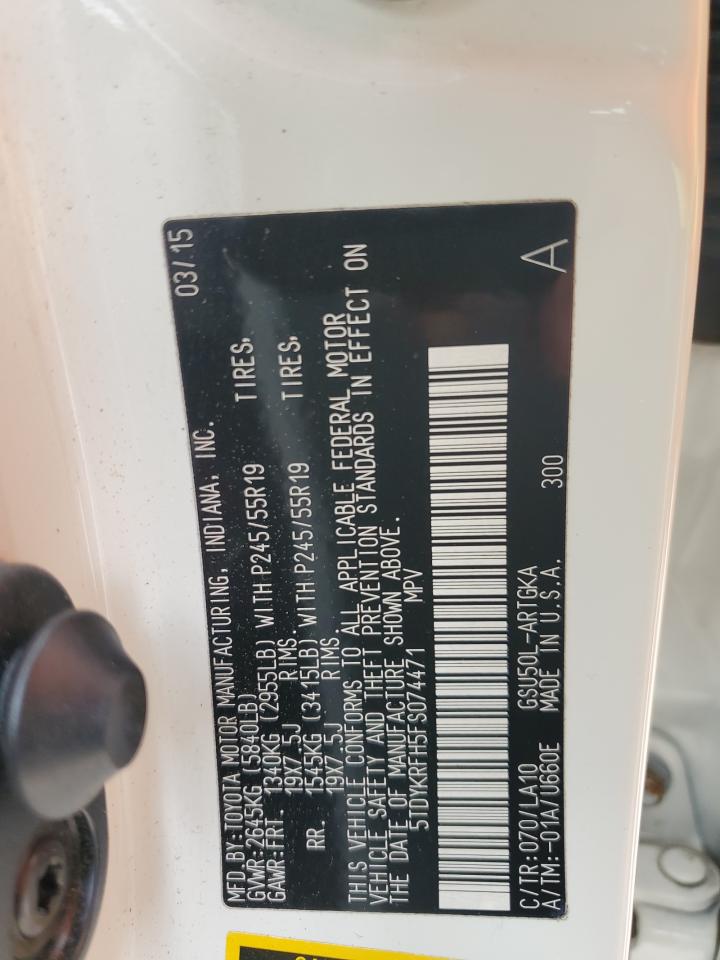 MFD.BY:TOYOTA MOTOR MANUFACTURING, INDIANA, INC. 03/15
GVWR:2645KG (5840LB)
GAWR:FRT. 1340KG (2955LB) WITH P245/55R19 TIRES,
19X7.5J RIMS.
RR. 1545KG (3415LB) WITH P245/55R19 TIRES,
19X7.5J RIMS.
THIS VEHICLE CONFORMS TO ALL APPLICABLE FEDERAL MOTOR
VEHICLE SAFETY AND THEFT PREVENTION STANDARDS IN EFFECT ON
THE DATE OF MANUFACTURE SHOWN ABOVE.
5TDYKRFH5FS074471 MPV
C/TR:070/LA10 GSU50L-ARTGKA
A/TM:-01A/U660E MADE IN U.S.A. 300 A